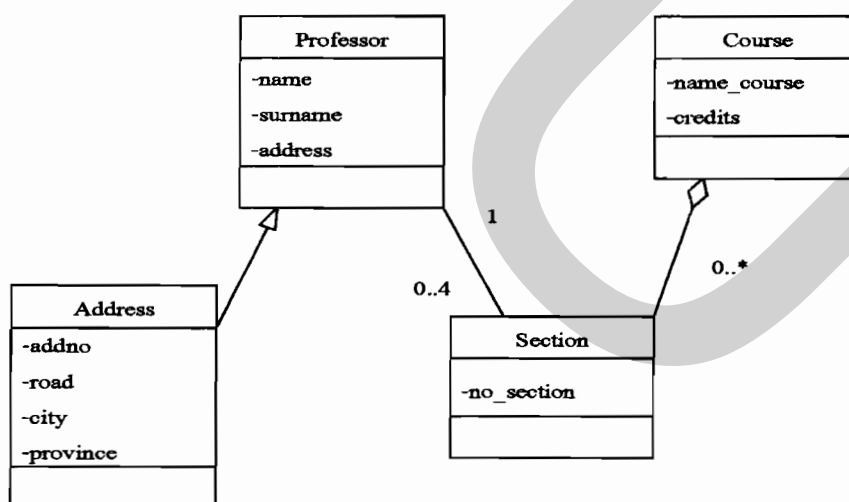 Professor
-name
-surname
-address
Course
-name_course
-credits
1
0..*
0..4
Address
-addno
-road
-city
-province
Section
-no_section